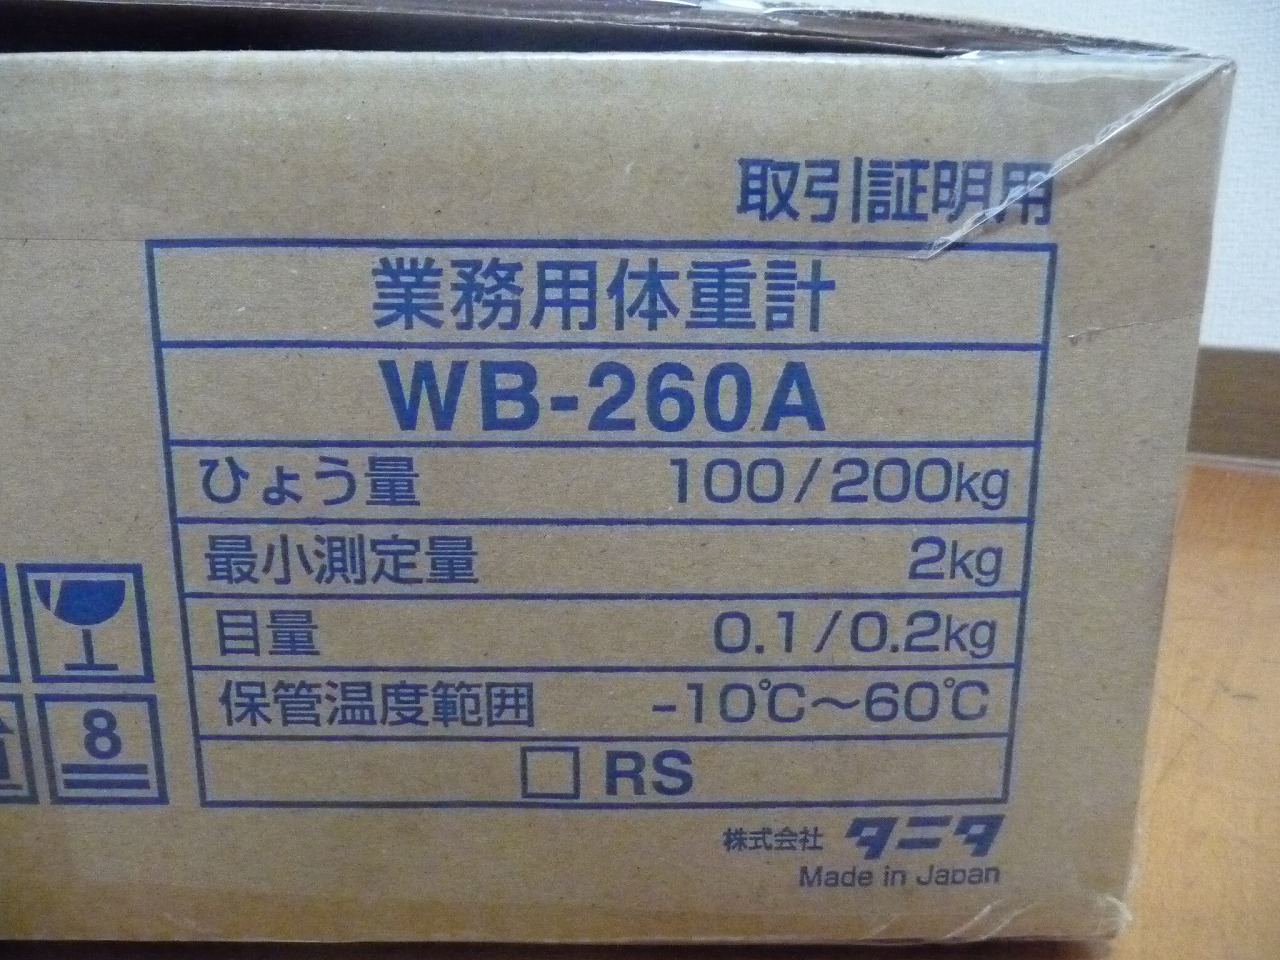 取引証明用
業務用体重計
WB-260A
ひょう量 100/200kg
最小測定量 2kg
目量 0.1/0.2kg
保管温度範囲 -10℃～60℃
□ RS
8
株式会社 タニタ
Made in Japan